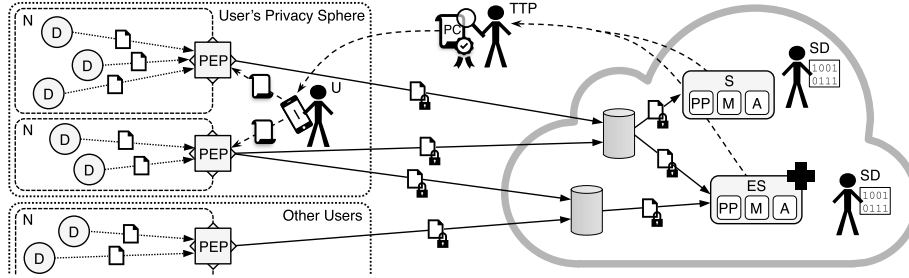 N
D
D
D
User's Privacy Sphere
PEP
U
PC
TTP
S
PP M A
SD
1001
0111
N
D
D
PEP
ES
PP M A
SD
1001
0111
Other Users
N
D
D
PEP